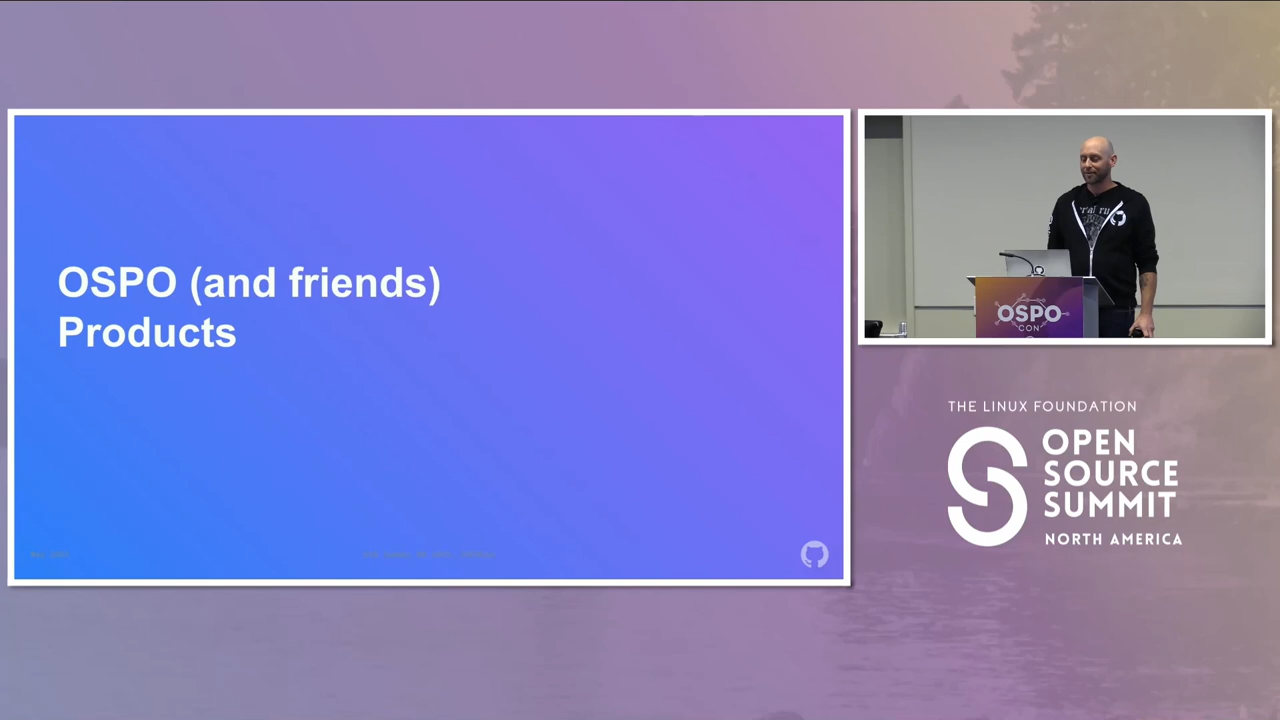 OSPO (and friends)
Products
OSPO
CON
THE LINUX FOUNDATION
OPEN
SOURCE
SUMMIT
NORTH AMERICA